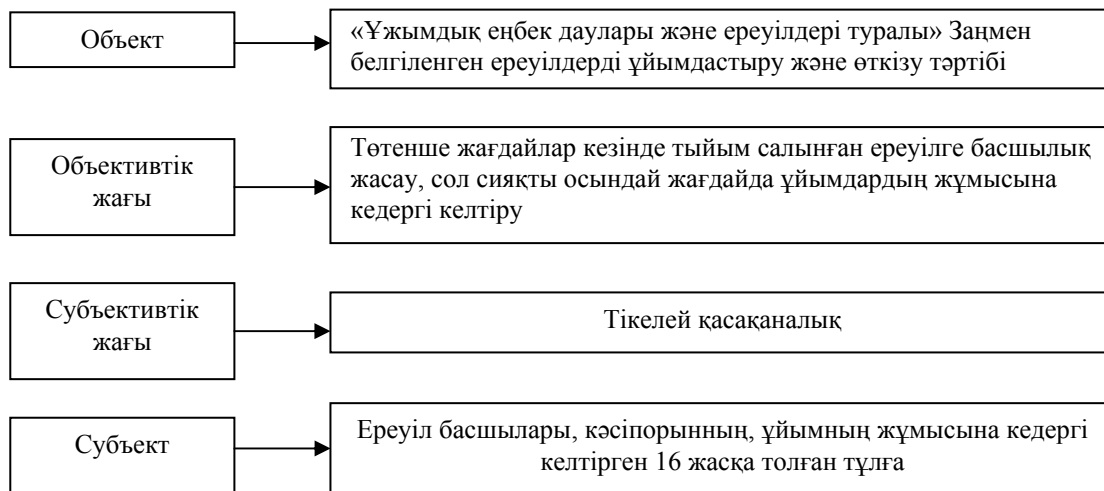 Объект
«Ұжымдық еңбек даулары және ереуілдері туралы» Заңмен
белгіленген ереуілдерді ұйымдастыру және өткізу тәртібі
Объективтік
жағы
Төтенше жағдайлар кезінде тыйым салынған ереуілге басшылық
жасау, сол сияқты осындай жағдайда ұйымдардың жұмысына
кедергі келтіру
Субъективтік
жағы
Тікелей қасақаналық
Субъект
Ереуіл басшылары, кәсіпорынның, ұйымның жұмысына кедергі
келтірген 16 жасқа толған тұлға